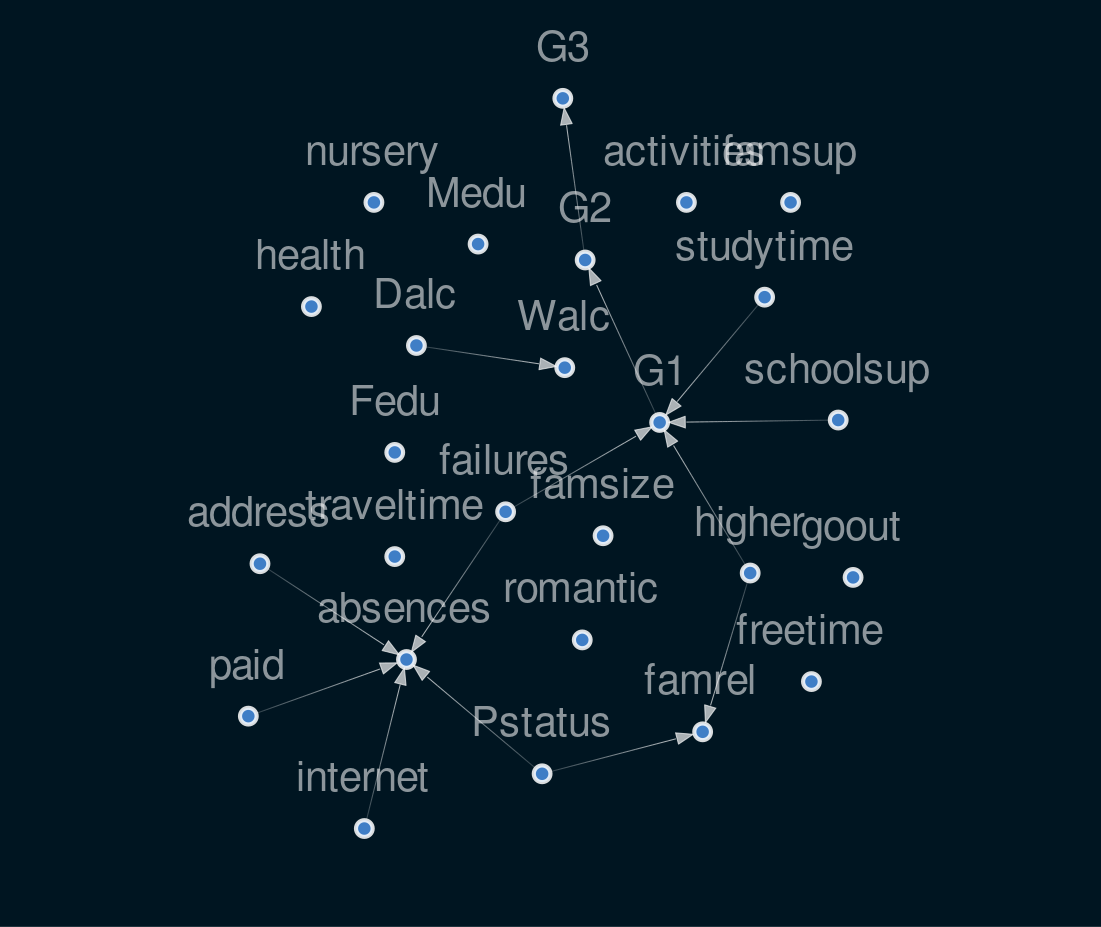 G3
nursery
activities
famsup
Medu
G2
studytime
health
Dalc
Walc
G1
schoolsup
Fedu
failures
famsize
address
traveltime
higher
goout
romantic
absences
freetime
paid
famrel
Pstatus
internet